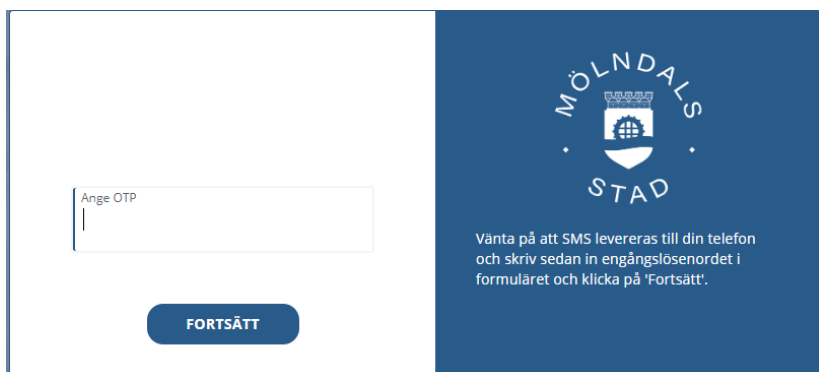 Ange OTP
FORTSÄTT
MÖLNDALS
STAD
Vänta på att SMS levereras till din telefon
och skriv sedan in engångslösenordet i
formuläret och klicka på 'Fortsätt'.